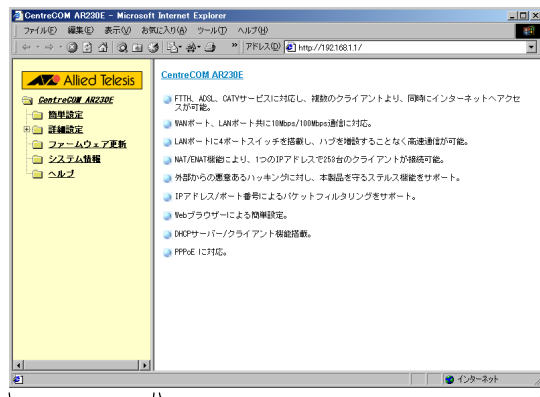 CentreCOM AR230E - Microsoft Internet Explorer
ファイル(F) 編集(E) 表示(V) お気に入り(A) ツール(T) ヘルプ(H)
» アドレス(D) http://192.168.1.1/
Allied Telesis
CentreCOM AR230E
簡単設定
詳細設定
ファームウェア更新
システム情報
ヘルプ
CentreCOM AR230E
FTTH、ADSL、CATVサービスに対応し、複数のクライアントより、同時にインターネットへアクセ
スが可能。
WANポート、LANポート共に10Mbps/100Mbps通信に対応。
LANポートに4ポートスイッチを搭載し、ハブを増設することなく高速通信が可能。
NAT/ENAT機能により、1つのIPアドレスで253台のクライアントが接続可能。
外部からの悪意あるハッキングに対し、本製品を守るステルス機能をサポート。
IPアドレス/ポート番号によるパケットフィルタリングをサポート。
Webブラウザーによる簡単設定。
DHCPサーバー/クライアント機能搭載。
PPPoE に対応。
インターネット